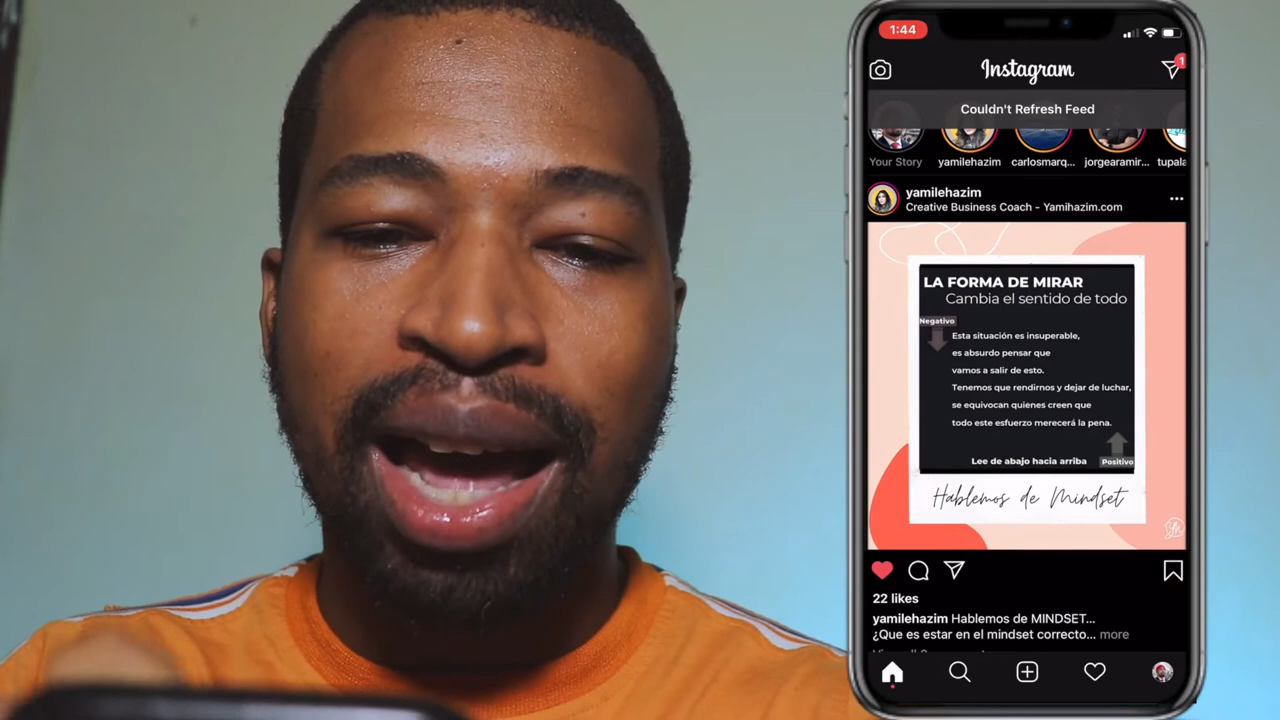 1:44
Instagram
1
Couldn't Refresh Feed
Your Story
yamilehazim
carlosmarq...
jorgearamir...
tupala
yamilehazim
Creative Business Coach - Yamihazim.com
LA FORMA DE MIRAR
Cambia el sentido de todo
Negativo
Esta situación es insuperable,
es absurdo pensar que
vamos a salir de esto.
Tenemos que rendirnos y dejar de luchar,
se equivocan quienes creen que
todo este esfuerzo merecerá la pena.
Lee de abajo hacia arriba
Positivo
Hablemos de Mindset
22 likes
yamilehazim Hablemos de MINDSET...
¿Que es estar en el mindset correcto... more